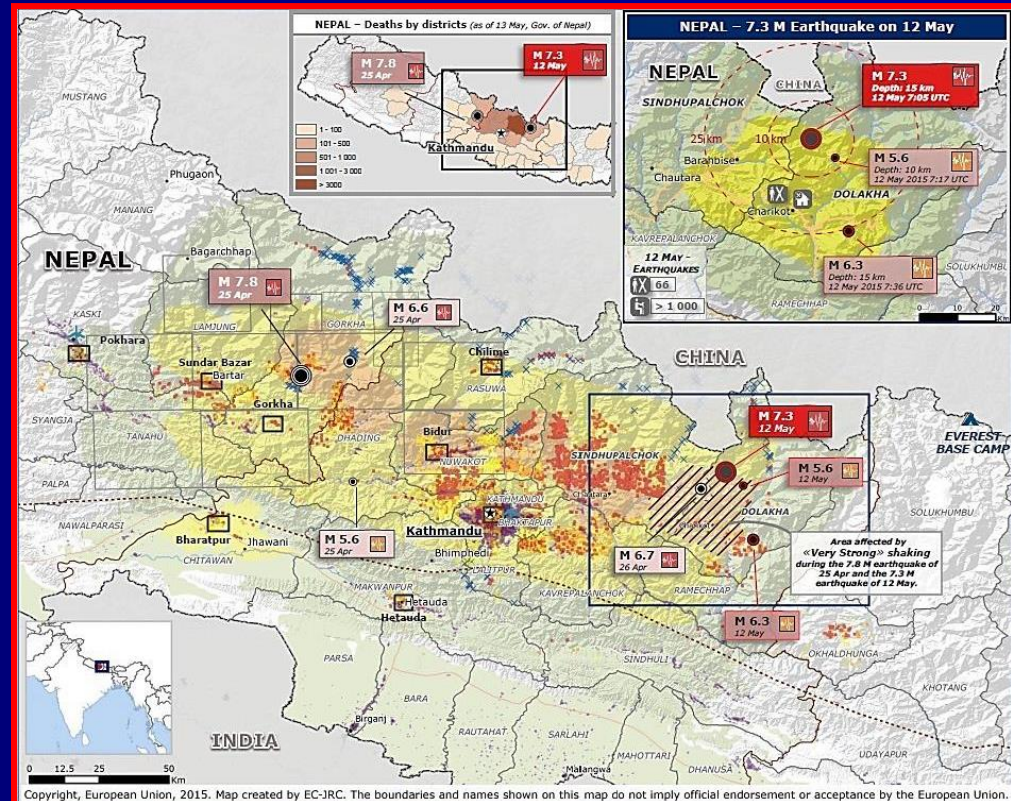 NEPAL – Deaths by districts (as of 13 May, Gov. of Nepal)
M 7.8
25 Apr
M 7.3
12 May
Kathmandu
1 - 100
101 - 500
501 - 1 000
1 001 - 3 000
> 3000
NEPAL – 7.3 M Earthquake on 12 May
NEPAL
CHINA
SINDHUPALCHOK
M 7.3
Depth: 15 km
12 May 7:05 UTC
25 km
10 km
Barahbise
Chautara
M 5.6
Depth: 10 km
12 May 2015 7:17 UTC
DOLAKHA
Charikot
KAVREPALANCHOK
12 May -
EARTHQUAKES
66
> 1 000
M 6.3
Depth: 15 km
12 May 2015 7:36 UTC
SOLUKHUMBU
RAMECHHAP
0 10 20
Km
MUSTANG
Phugaon
MANANG
Bagarchhap
NEPAL
M 7.8
25 Apr
M 6.6
25 Apr
KASKI
Pokhara
LAMJUNG
GORKHA
Sundar Bazar
Bartar
Chilime
RASUWA
CHINA
Gorkha
SYANGJA
TANAHU
DHADING
Bidur
NUWAKOT
SINDHUPALCHOK
M 7.3
12 May
M 5.6
12 May
EVEREST
BASE CAMP
PALPA
NAWALPARASI
Bharatpur
Jhawani
CHITAWAN
M 5.6
25 Apr
KATHMANDU
Kathmandu
BHAKTAPUR
Bhimphedi
LALITPUR
Chautara
Charikot
DOLAKHA
SOLUKHUMBU
M 6.7
26 Apr
Area affected by
«Very Strong» shaking
during the 7.8 M earthquake of
25 Apr and the 7.3 M
earthquake of 12 May.
MAKWANPUR
KAVREPALANCHOK
RAMECHHAP
Hetauda
Hetauda
M 6.3
12 May
OKHALDHUNGA
PARSA
SINDHULI
KHOTANG
BARA
Birganj
INDIA
RAUTAHAT
SARLAHI
MAHOTTARI
DHANUSA
UDAYAPUR
Malangwa
0 12.5 25 50
Km
Copyright, European Union, 2015. Map created by EC-JRC. The boundaries and names shown on this map do not imply official endorsement or acceptance by the European Union.